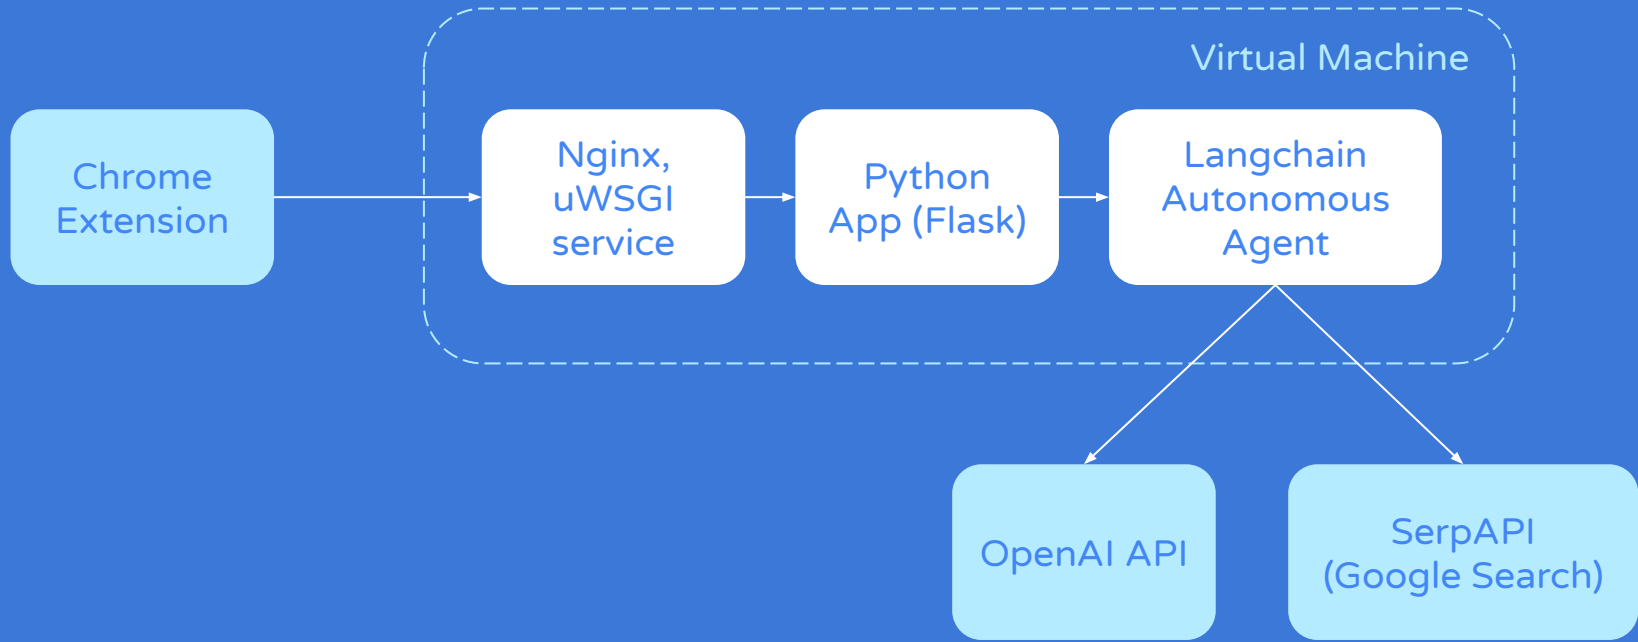 Virtual Machine
Chrome
Extension
Nginx,
uWSGI
service
Python
App (Flask)
Langchain
Autonomous
Agent
OpenAI API
SerpAPI
(Google Search)